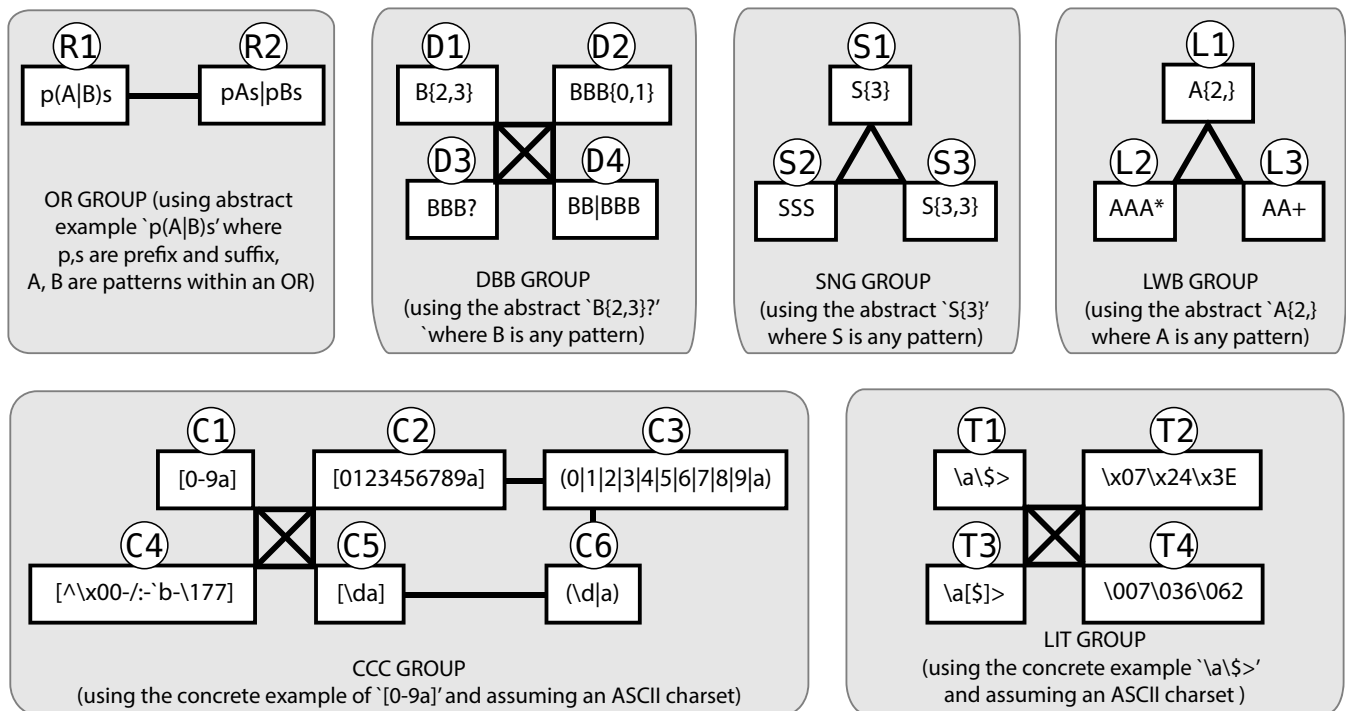 R1
R2
p(A|B)s
pAs|pBs
OR GROUP (using abstract
example `p(A|B)s’ where
p,s are prefix and suffix,
A, B are patterns within an OR)
D1
D2
B{2,3}
BBB{0,1}
D3
D4
BBB?
BB|BBB
DBB GROUP
(using the abstract `B{2,3}?’
`where B is any pattern)
S1
S{3}
S2
S3
SSS
S{3,3}
SNG GROUP
(using the abstract `S{3}’
where S is any pattern)
L1
A{2,}
L2
L3
AAA*
AA+
LWB GROUP
(using the abstract `A{2,}
where A is any pattern)
C1
C2
C3
[0-9a]
[0123456789a]
(0|1|2|3|4|5|6|7|8|9|a)
C4
C5
C6
[^\x00-/:-`b-\177]
[\da]
(\d|a)
CCC GROUP
(using the concrete example of `[0-9a]’ and assuming an ASCII charset)
T1
T2
\a\$>
\x07\x24\x3E
T3
T4
\a[$]>
\007\036\062
LIT GROUP
(using the concrete example `\a\$>’
and assuming an ASCII charset )